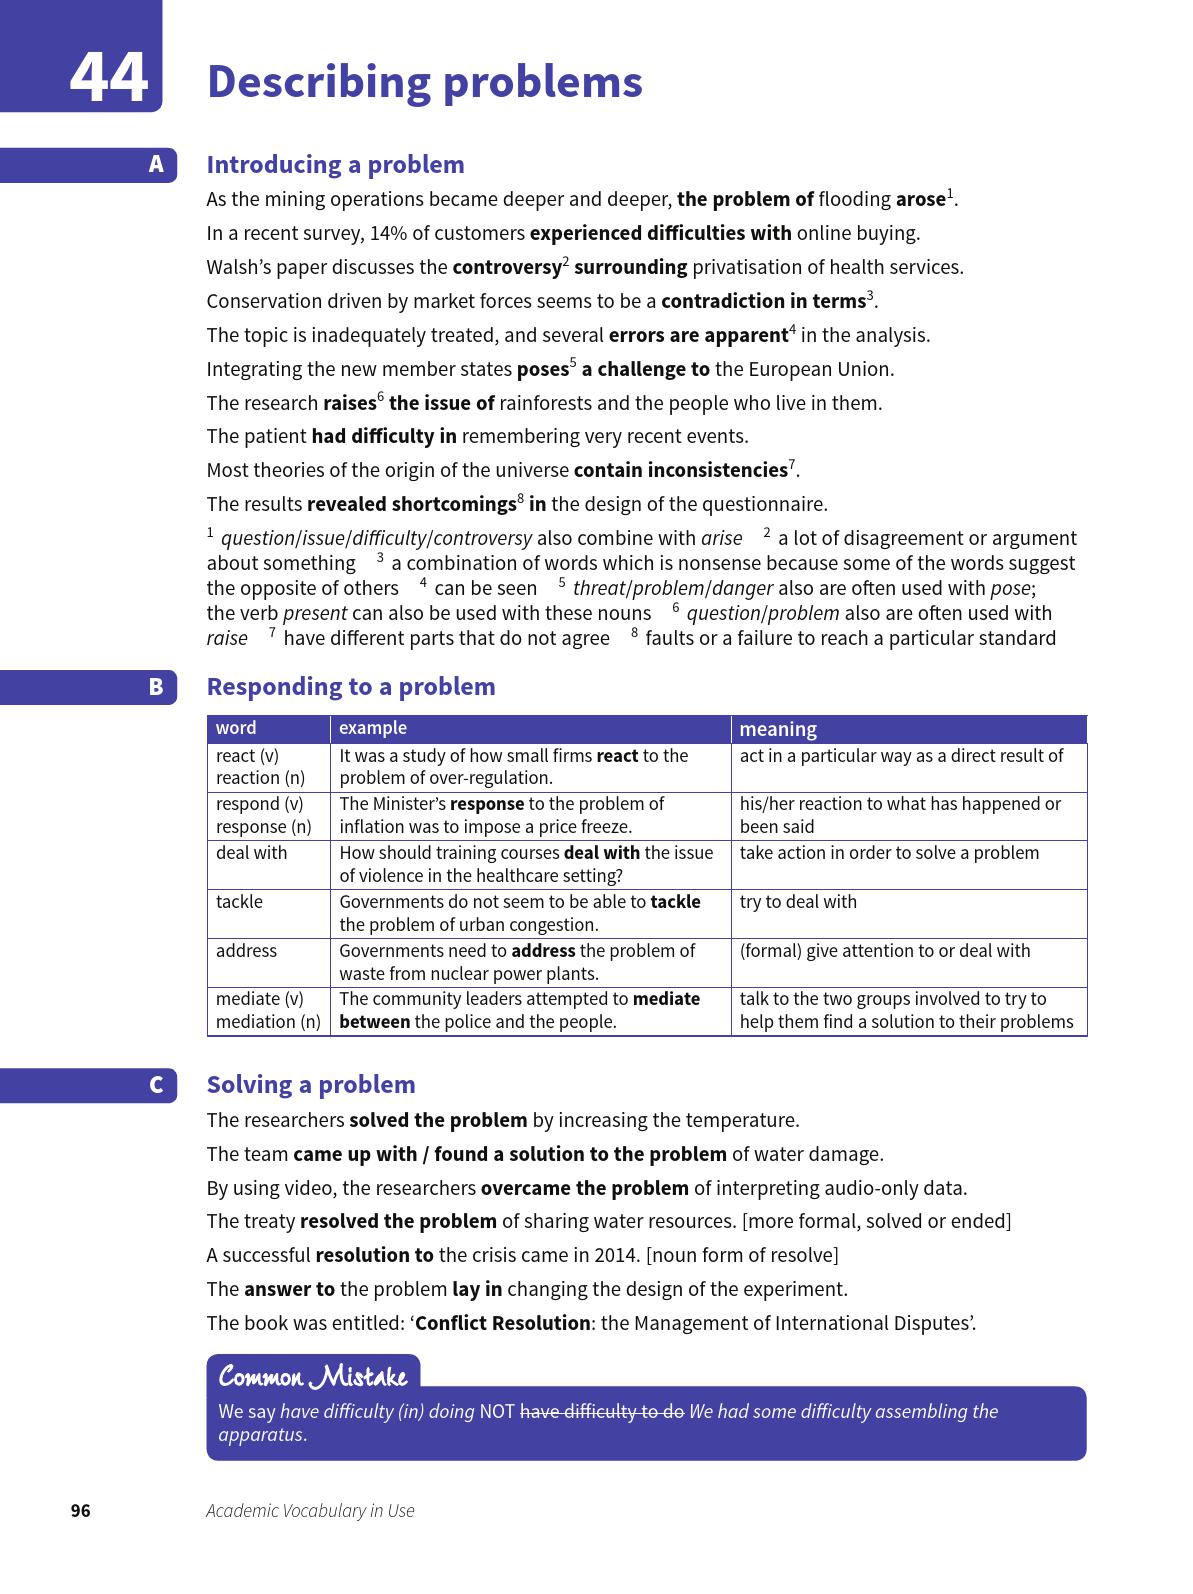 44
Describing problems
A
Introducing a problem
As the mining operations became deeper and deeper, the problem of flooding arose1.
In a recent survey, 14% of customers experienced difficulties with online buying.
Walsh's paper discusses the controversy2 surrounding privatisation of health services.
Conservation driven by market forces seems to be a contradiction in terms3.
The topic is inadequately treated, and several errors are apparent4 in the analysis.
Integrating the new member states poses5 a challenge to the European Union.
The research raises6 the issue of rainforests and the people who live in them.
The patient had difficulty in remembering very recent events.
Most theories of the origin of the universe contain inconsistencies7.
The results revealed shortcomings8 in the design of the questionnaire.
1 question/issue/difficulty/controversy also combine with arise 2 a lot of disagreement or argument
about something 3 a combination of words which is nonsense because some of the words suggest
the opposite of others 4 can be seen 5 threat/problem/danger also are often used with pose;
the verb present can also be used with these nouns 6 question/problem also are often used with
raise 7 have different parts that do not agree 8 faults or a failure to reach a particular standard
B
Responding to a problem
word example meaning
react (v) It was a study of how small firms react to the act in a particular way as a direct result of
reaction (n) problem of over-regulation.
respond (v) The Minister's response to the problem of his/her reaction to what has happened or
response (n) inflation was to impose a price freeze. been said
deal with How should training courses deal with the issue take action in order to solve a problem
of violence in the healthcare setting?
tackle Governments do not seem to be able to tackle try to deal with
the problem of urban congestion.
address Governments need to address the problem of (formal) give attention to or deal with
waste from nuclear power plants.
mediate (v) The community leaders attempted to mediate talk to the two groups involved to try to
mediation (n) between the police and the people. help them find a solution to their problems
C
Solving a problem
The researchers solved the problem by increasing the temperature.
The team came up with / found a solution to the problem of water damage.
By using video, the researchers overcame the problem of interpreting audio-only data.
The treaty resolved the problem of sharing water resources. [more formal, solved or ended]
A successful resolution to the crisis came in 2014. [noun form of resolve]
The answer to the problem lay in changing the design of the experiment.
The book was entitled: 'Conflict Resolution: the Management of International Disputes'.
Common Mistake
We say have difficulty (in) doing NOT have difficulty to do We had some difficulty assembling the
apparatus.
96
Academic Vocabulary in Use